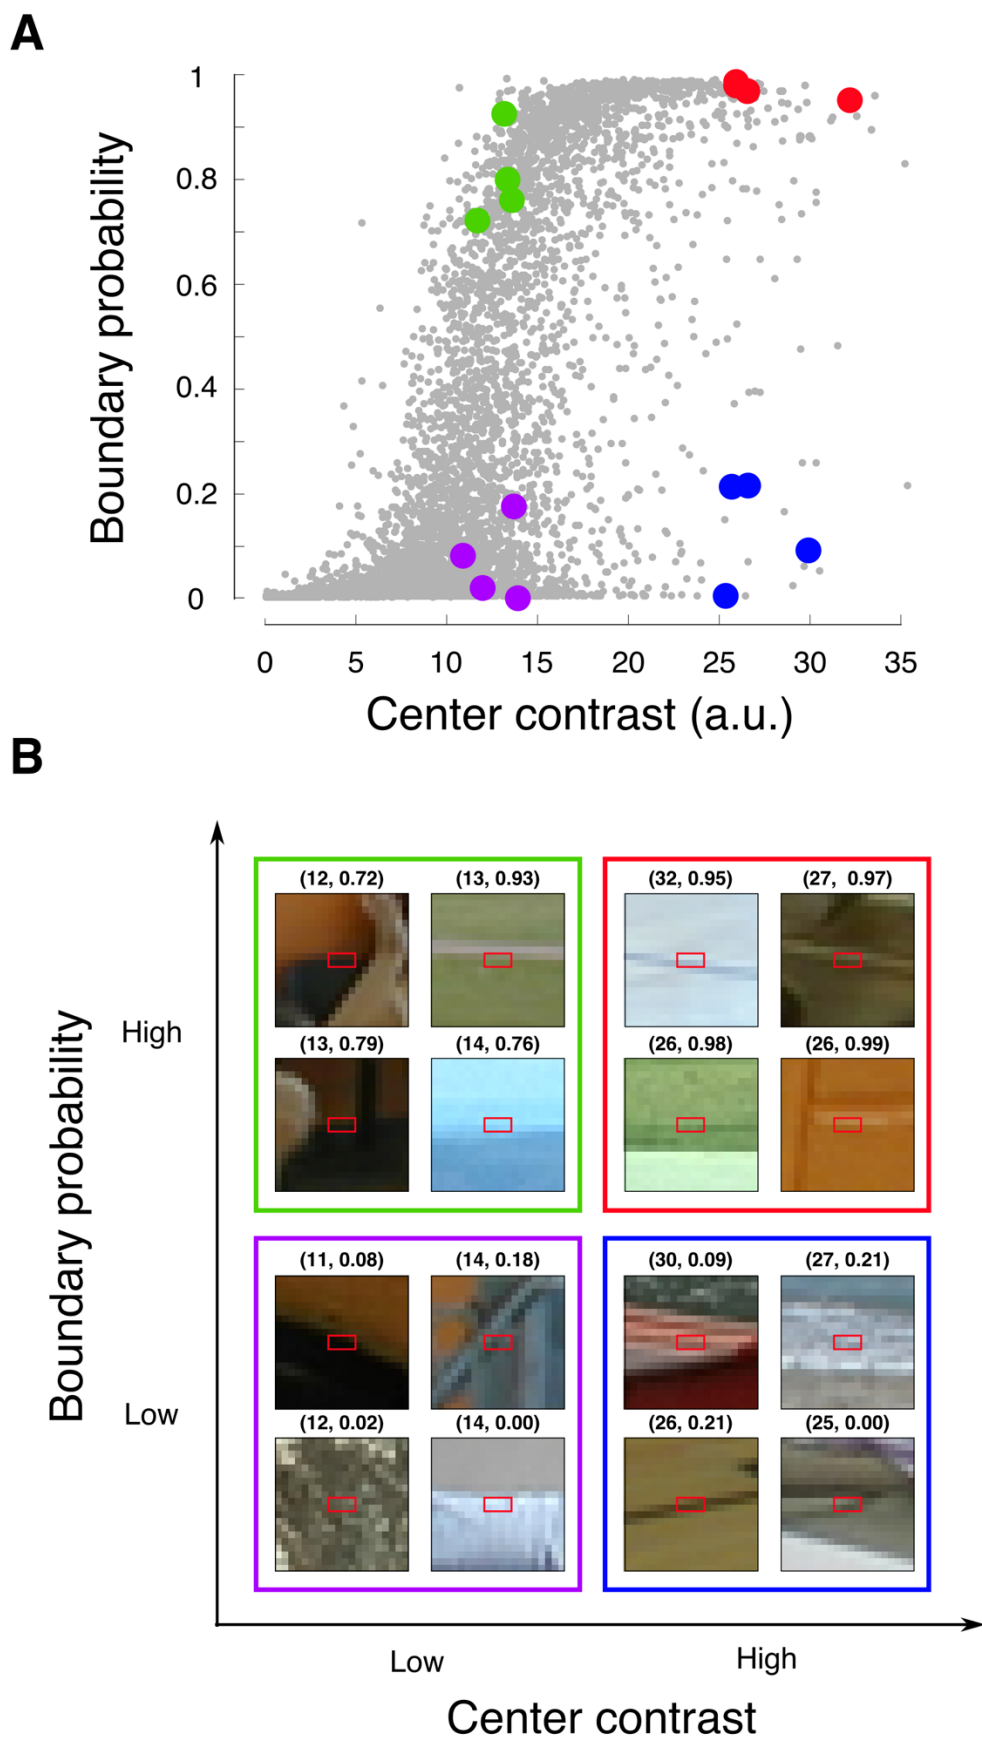 A
Boundary probability
1
0.8
0.6
0.4
0.2
0
0 5 10 15 20 25 30 35
Center contrast (a.u.)
B
Boundary probability
High
Low
(12, 0.72) (13, 0.93) (32, 0.95) (27, 0.97)
(13, 0.79) (14, 0.76) (26, 0.98) (26, 0.99)
(11, 0.08) (14, 0.18) (30, 0.09) (27, 0.21)
(12, 0.02) (14, 0.00) (26, 0.21) (25, 0.00)
Low High
Center contrast